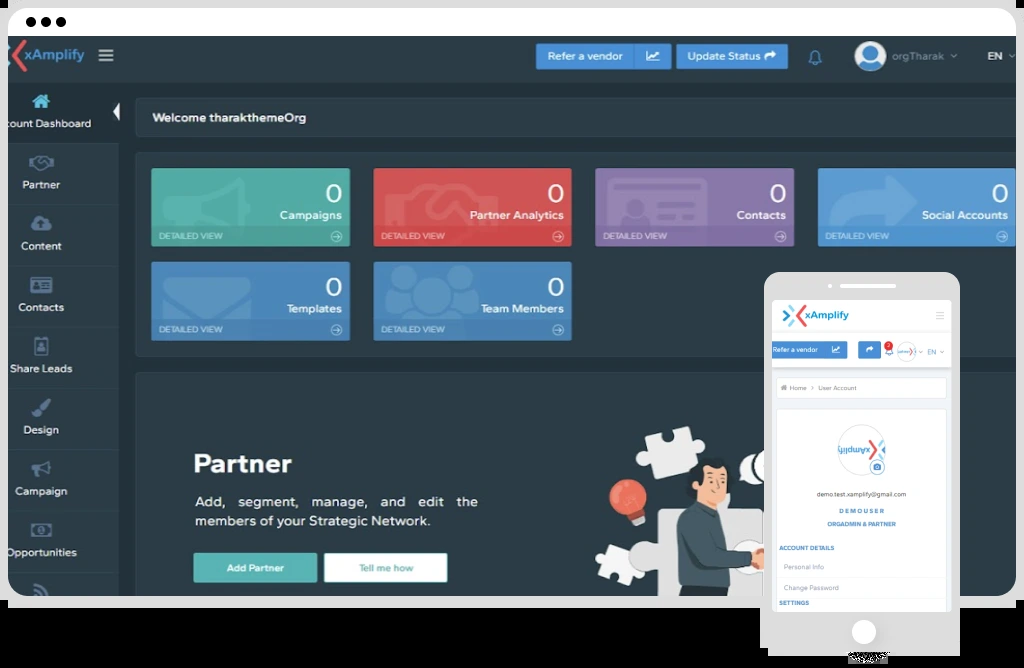 xAmplify
Refer a vendor
Update Status
orgTharak
EN
count Dashboard
Welcome tharakthemeOrg
Partner
Content
Contacts
Share Leads
Design
Campaign
Opportunities
0
Campaigns
DETAILED VIEW
0
Partner Analytics
DETAILED VIEW
0
Contacts
DETAILED VIEW
0
Social Accounts
DETAILED VIEW
0
Templates
DETAILED VIEW
0
Team Members
DETAILED VIEW
Partner
Add, segment, manage, and edit the
members of your Strategic Network.
Add Partner
Tell me how
xAmplify
Refer a vendor
2
EN
Home > User Account
xAmplify
demo.test.xamplify@gmail.com
DEMOUSER
ORGADMIN & PARTNER
ACCOUNT DETAILS
Personal Info
Change Password
SETTINGS